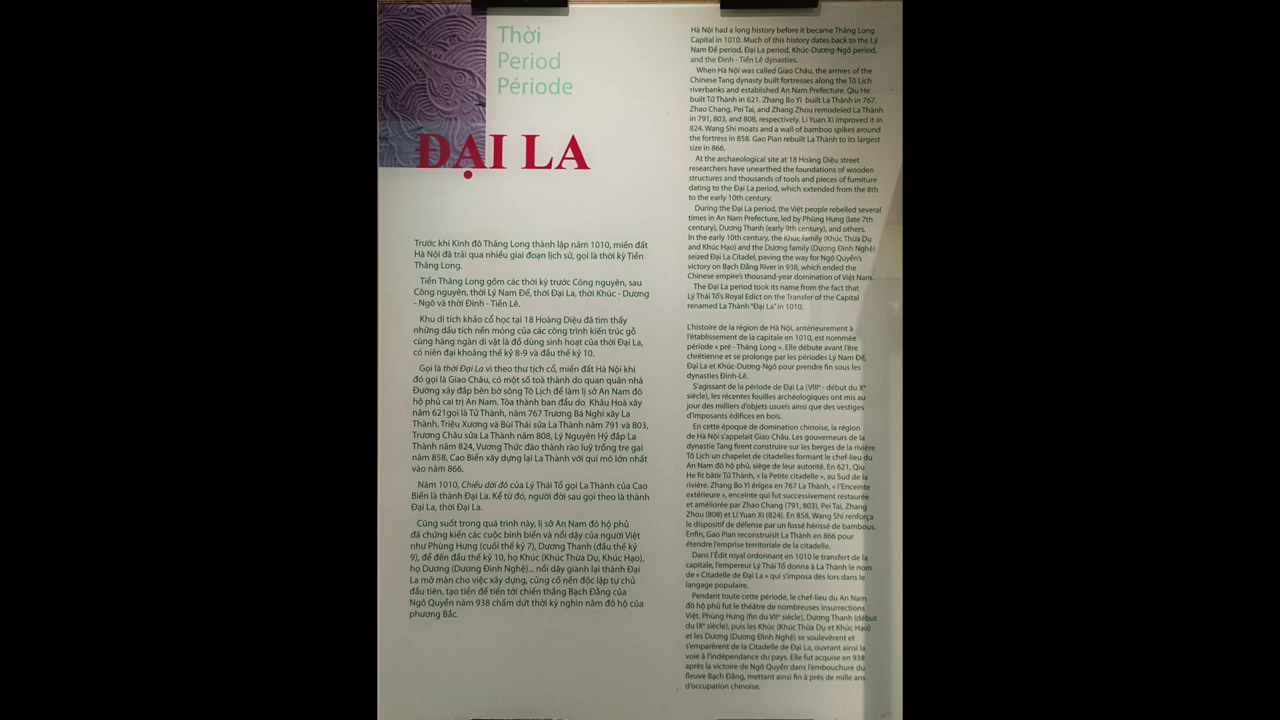 Thời
Period
Période
ĐẠI LA
Trước khi Kinh đô Thăng Long thành lập năm 1010, miền đất
Hà Nội đã trải qua nhiều giai đoạn lịch sử, gọi là thời kỳ Tiền
Thăng Long.
Tiền Thăng Long gồm các thời kỳ trước Công nguyên, sau
Công nguyên, thời Lý Nam Đế, thời Đại La, thời Khúc - Dương
- Ngô và thời Đinh - Tiền Lê.
Khu di tích khảo cổ học tại 18 Hoàng Diệu đã tìm thấy
những dấu tích nền móng của các công trình kiến trúc gỗ
cùng hàng ngàn di vật là đồ dùng sinh hoạt của thời Đại La,
có niên đại khoảng thế kỷ 8-9 và đầu thế kỷ 10.
Gọi là thời Đại La vì theo thư tịch cổ, miền đất Hà Nội khi
đó gọi là Giao Châu, có một số toà thành do quan quân nhà
Đường xây đắp bên bờ sông Tô Lịch để làm lị sở An Nam đô
hộ phủ cai trị An Nam. Tòa thành ban đầu do Khâu Hoà xây
năm 621gọi là Tử Thành, năm 767 Trương Bá Nghi xây La
Thành, Triệu Xương và Bùi Thái sửa La Thành năm 791 và 803,
Trương Châu sửa La Thành năm 808, Lý Nguyên Hỷ đắp La
Thành năm 824, Vương Thức đào thành rào luỹ trồng tre gai
năm 858, Cao Biền xây dựng lại La Thành với qui mô lớn nhất
vào năm 866.
Năm 1010, Chiếu dời đô của Lý Thái Tổ gọi La Thành của Cao
Biền là thành Đại La. Kể từ đó, người đời sau gọi theo là thành
Đại La, thời Đại La.
Cũng suốt trong quá trình này, lị sở An Nam đô hộ phủ
đã chứng kiến các cuộc binh biến và nổi dậy của người Việt
như Phùng Hưng (cuối thế kỷ 7), Dương Thanh (đầu thế kỷ
9), để đến đầu thế kỷ 10, họ Khúc (Khúc Thừa Dụ, Khúc Hạo),
họ Dương (Dương Đình Nghệ)... nổi dậy giành lại thành Đại
La mở màn cho việc xây dựng, củng cố nền độc lập tự chủ
đầu tiên, tạo tiền đề tiến tới chiến thắng Bạch Đằng của
Ngô Quyền năm 938 chấm dứt thời kỳ nghìn năm đô hộ của
phương Bắc.
Hà Nội had a long history before it became Thăng Long
Capital in 1010. Much of this history dates back to the Lý
Nam Đế period, Đại La period, Khúc-Dương-Ngô period,
and the Đinh - Tiền Lê dynasties.
When Hà Nội was called Giao Châu, the armies of the
Chinese Tang dynasty built fortresses along the Tô Lịch
riverbanks and established An Nam Prefecture. Qiu He
built Tử Thành in 621. Zhang Bo Yi built La Thành in 767.
Zhao Chang, Pei Tai, and Zhang Zhou remodeled La Thành
in 791, 803, and 808, respectively. Li Yuan Xi improved it in
824. Wang Shi moats and a wall of bamboo spikes around
the fortress in 858. Gao Pian rebuilt La Thành to its largest
size in 866.
At the archaeological site at 18 Hoàng Diệu street
researchers have unearthed the foundations of wooden
structures and thousands of tools and pieces of furniture
dating to the Đại La period, which extended from the 8th
to the early 10th century.
During the Đại La period, the Việt people rebelled several
times in An Nam Prefecture, led by Phùng Hưng (late 7th
century), Dương Thanh (early 9th century), and others.
In the early 10th century, the Khúc family (Khúc Thừa Dụ
and Khúc Hạo) and the Dương family (Dương Đình Nghệ)
seized Đại La Citadel, paving the way for Ngô Quyền's
victory on Bạch Đằng River in 938, which ended the
Chinese empire's thousand-year domination of Việt Nam.
The Đại La period took its name from the fact that
Lý Thái Tổ's Royal Edict on the Transfer of the Capital
renamed La Thành "Đại La" in 1010.
L'histoire de la région de Hà Nội, antérieurement à
l'établissement de la capitale en 1010, est nommée
période « pré - Thăng Long ». Elle débute avant l'ère
chrétienne et se prolonge par les périodes Lý Nam Đế,
Đại La et Khúc-Dương-Ngô pour prendre fin sous les
dynasties Đinh-Lê.
S'agissant de la période de Đại La (VIIIᵉ - début du Xᵉ
siècle), les récentes fouilles archéologiques ont mis au
jour des milliers d'objets usuels ainsi que des vestiges
d'imposants édifices en bois.
En cette époque de domination chinoise, la région
de Hà Nội s'appelait Giao Châu. Les gouverneurs de la
dynastie Tang firent construire sur les berges de la rivière
Tô Lịch un chapelet de citadelles formant le chef-lieu du
An Nam đô hộ phủ, siège de leur autorité. En 621, Qiu
He fit bâtir Tử Thành, « la Petite citadelle », au Sud de la
rivière. Zhang Bo Yi érigea en 767 La Thành, « l'Enceinte
extérieure », enceinte qui fut successivement restaurée
et améliorée par Zhao Chang (791, 803), Pei Tai, Zhang
Zhou (808) et Li Yuan Xi (824). En 858, Wang Shi renforça
le dispositif de défense par un fossé hérissé de bambous.
Enfin, Gao Pian reconstruisit La Thành en 866 pour
étendre l'emprise territoriale de la citadelle.
Dans l'Édit royal ordonnant en 1010 le transfert de la
capitale, l'empereur Lý Thái Tổ donna à La Thành le nom
de « Citadelle de Đại La » qui s'imposa dès lors dans le
langage populaire.
Pendant toute cette période, le chef-lieu du An Nam
đô hộ phủ fut le théâtre de nombreuses insurrections
Việt. Phùng Hưng (fin du VIIᵉ siècle), Dương Thanh (début
du IXᵉ siècle), puis les Khúc (Khúc Thừa Dụ et Khúc Hạo)
et les Dương (Dương Đình Nghệ) se soulevèrent et
s'emparèrent de la Citadelle de Đại La, ouvrant ainsi la
voie à l'indépendance du pays. Elle fut acquise en 938
après la victoire de Ngô Quyền dans l'embouchure du
fleuve Bạch Đằng, mettant ainsi fin à près de mille ans
d'occupation chinoise.